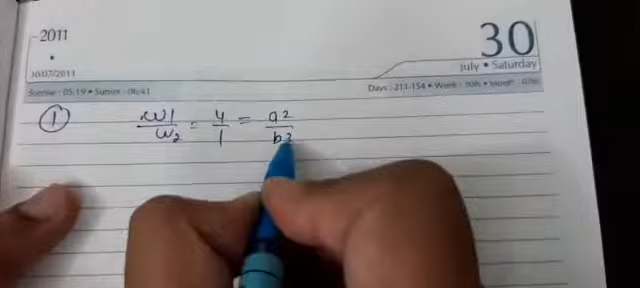 -2011
30
July • Saturday
30/07/2011
Sunrise : 05:19 • Sunset : 06:41
Days : 211-154 • Week : 30th • Month : 07th
① w1/w2 = 4/1 = a²/b²